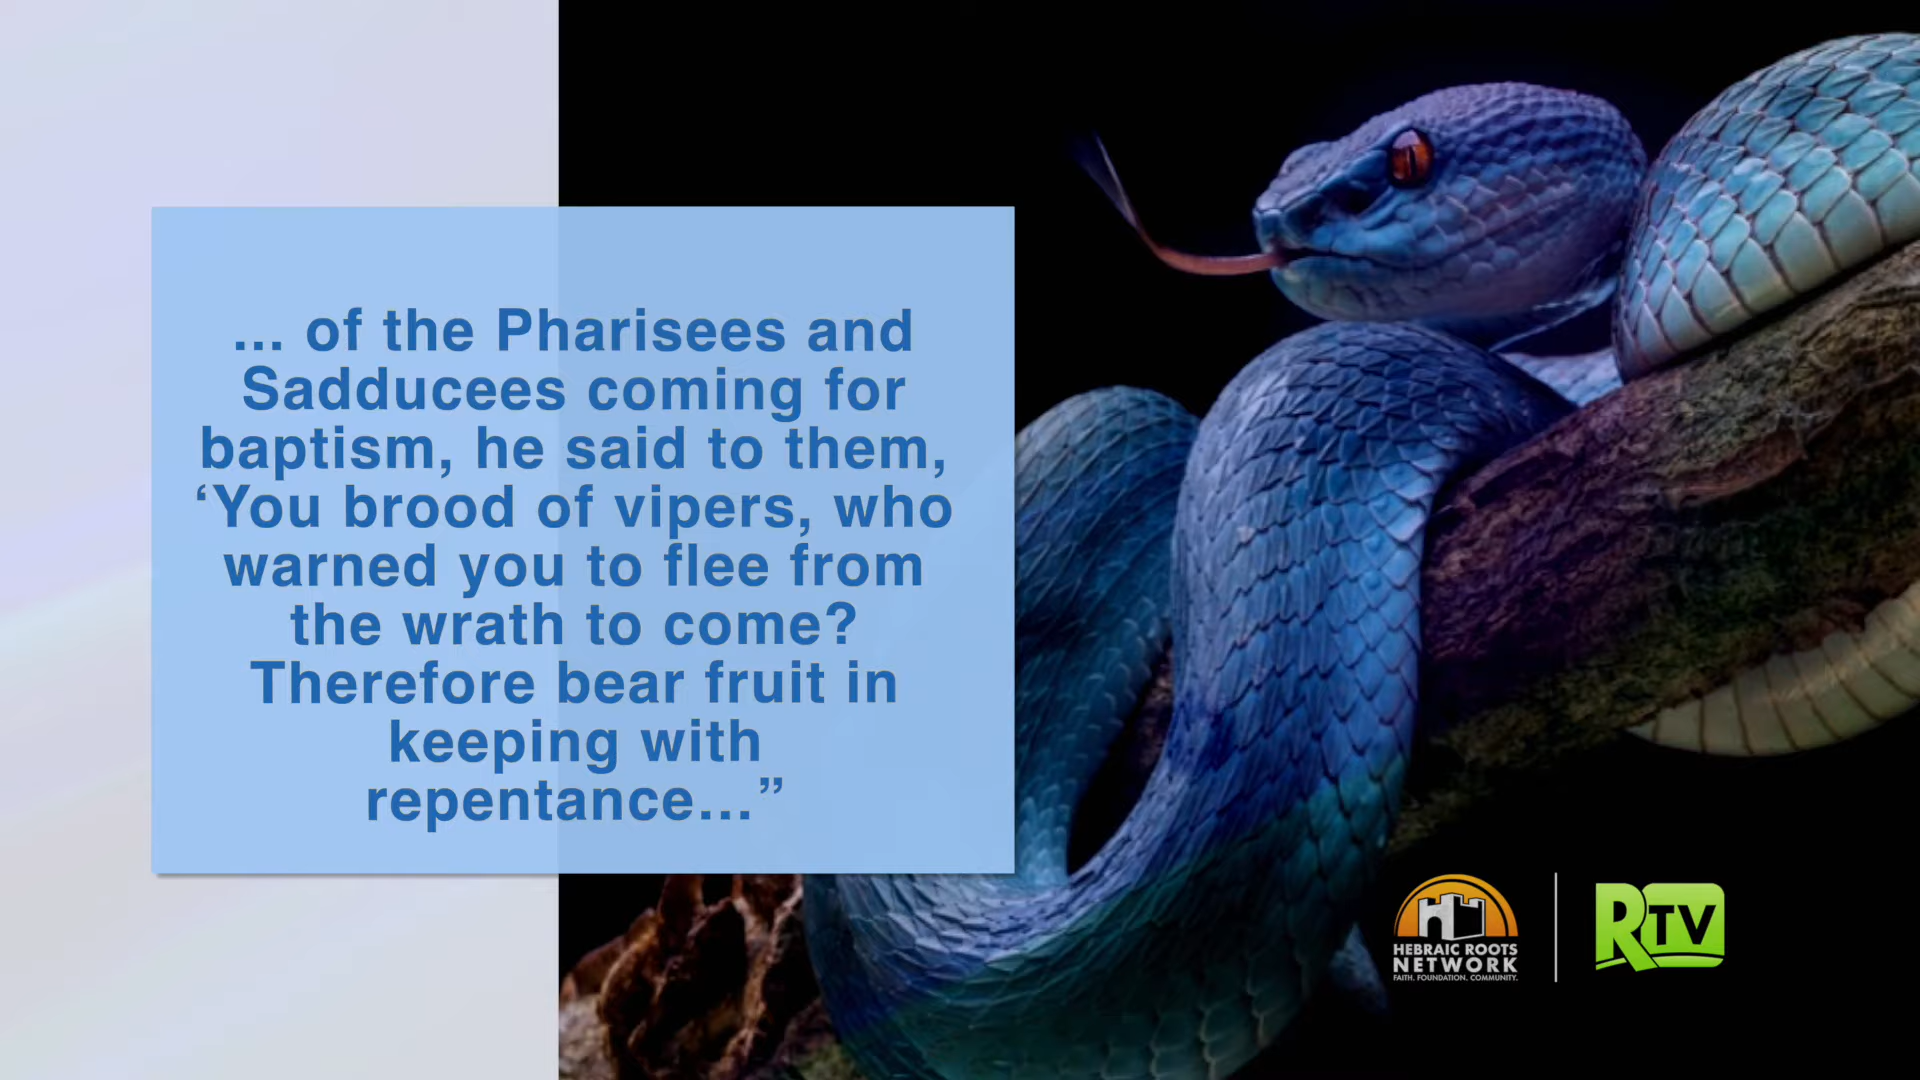 ... of the Pharisees and
Sadducees coming for
baptism, he said to them,
‘You brood of vipers, who
warned you to flee from
the wrath to come?
Therefore bear fruit in
keeping with
repentance...”
HEBRAIC ROOTS
NETWORK
FAITH. FOUNDATION. COMMUNITY.
RTV